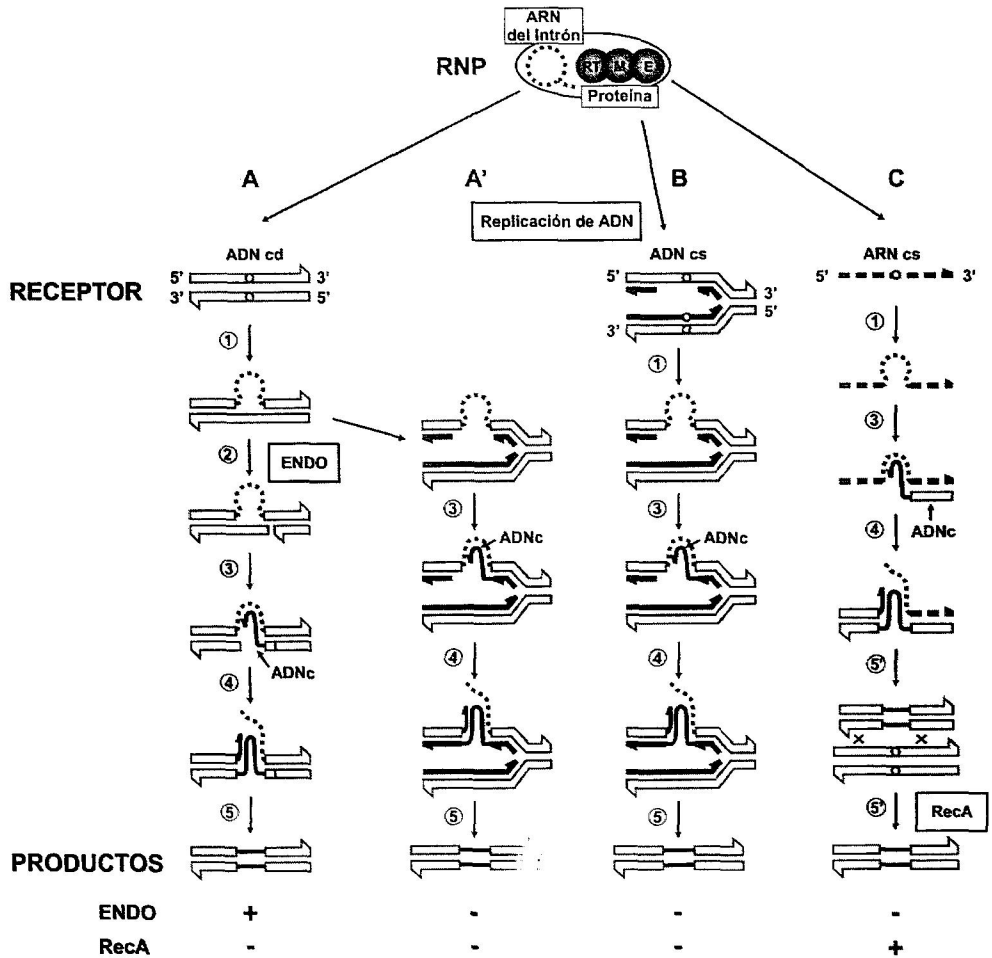 ARN
del Intrón
RNP
RT M E
Proteína
A A' B C
Replicación de ADN
ADN cd ADN cs ARN cs
RECEPTOR
5' 3' 5' 3' 5' 3'
3' 5' 3' 5'
① ① ①
② ENDO ③
③ ③ ③
ADNc ADNc ADNc
④
ADNc
④ ④ ④
5'
⑤ ⑤ ⑤ 5' RecA
PRODUCTOS
ENDO + - - -
RecA - - - +